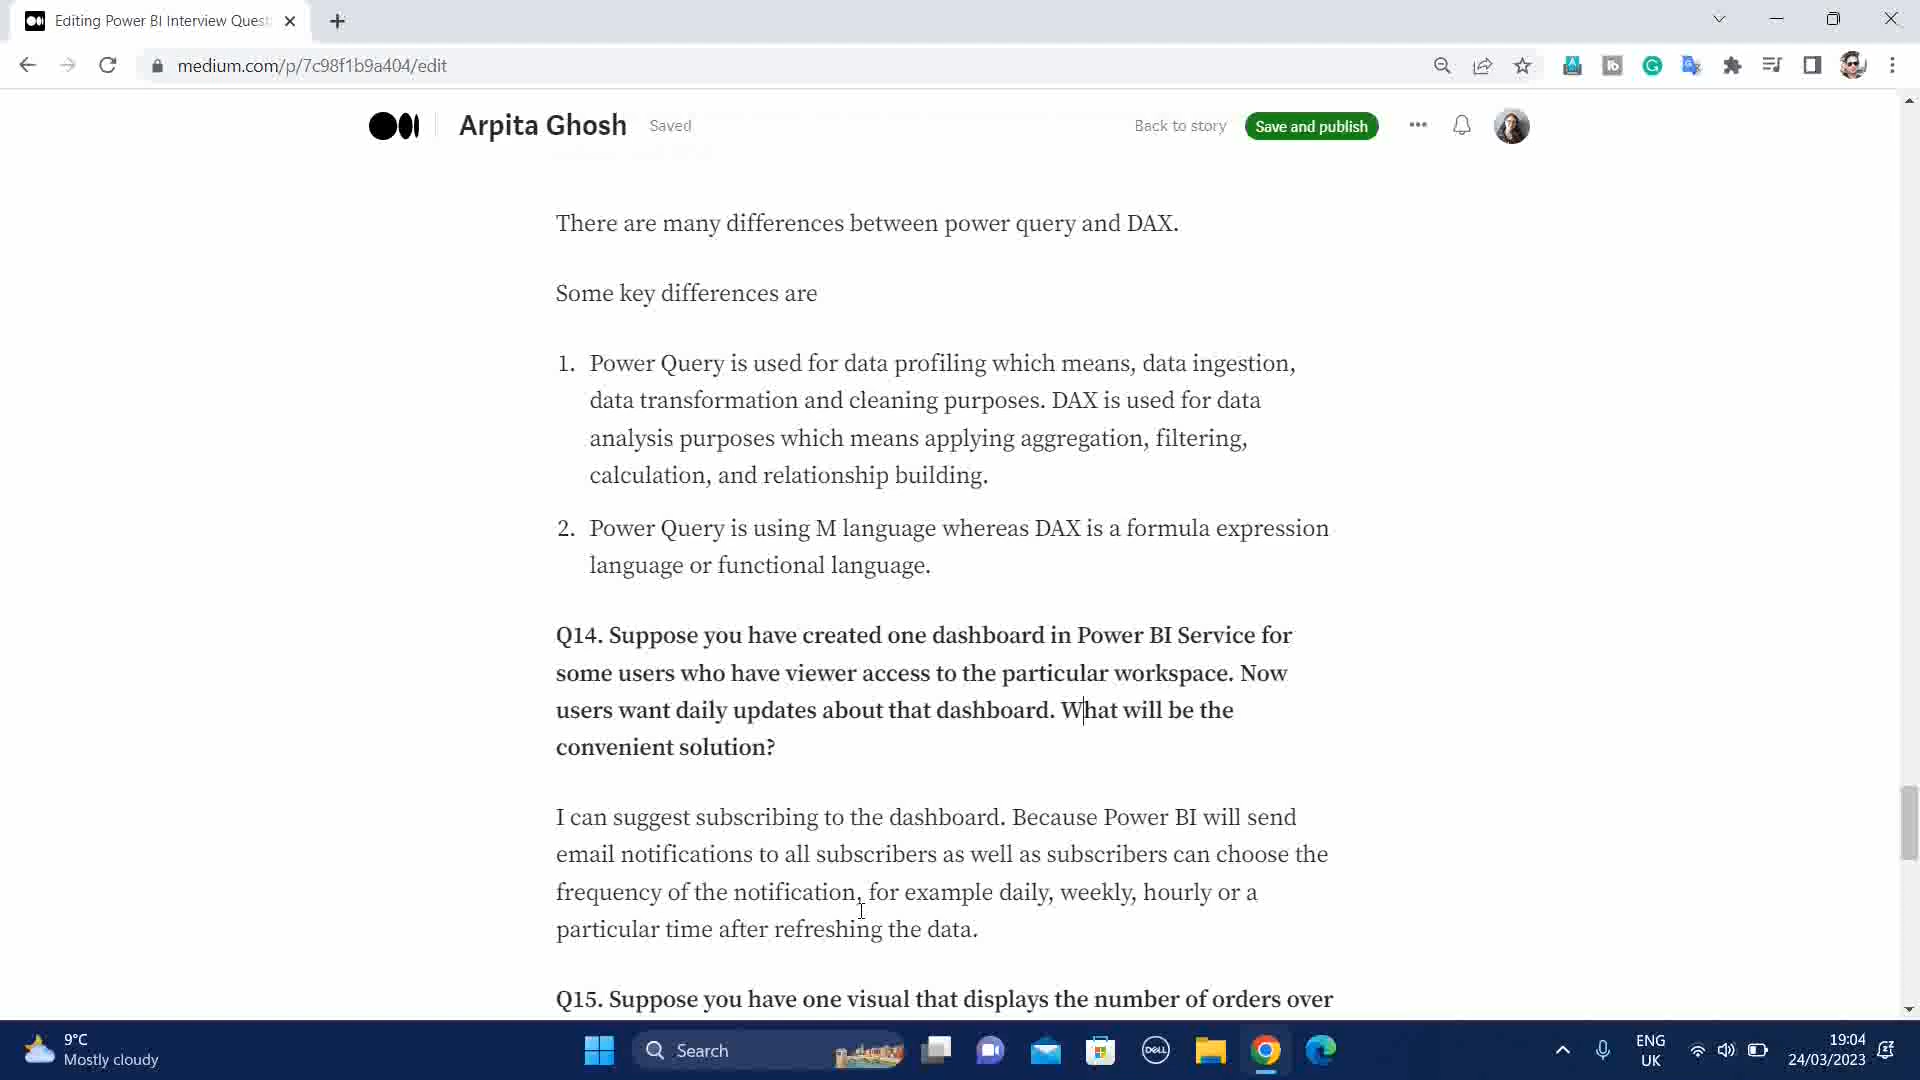 Editing Power BI Interview Quest
medium.com/p/7c98f1b9a404/edit
Arpita Ghosh
Saved
Back to story
Save and publish
There are many differences between power query and DAX.
Some key differences are
1. Power Query is used for data profiling which means, data ingestion,
data transformation and cleaning purposes. DAX is used for data
analysis purposes which means applying aggregation, filtering,
calculation, and relationship building.
2. Power Query is using M language whereas DAX is a formula expression
language or functional language.
Q14. Suppose you have created one dashboard in Power BI Service for
some users who have viewer access to the particular workspace. Now
users want daily updates about that dashboard. What will be the
convenient solution?
I can suggest subscribing to the dashboard. Because Power BI will send
email notifications to all subscribers as well as subscribers can choose the
frequency of the notification, for example daily, weekly, hourly or a
particular time after refreshing the data.
Q15. Suppose you have one visual that displays the number of orders over
9°C
Mostly cloudy
Search
DELL
ENG
UK
19:04
24/03/2023